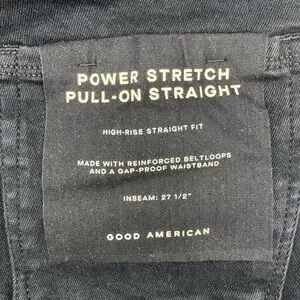 POWER STRETCH
PULL-ON STRAIGHT
HIGH-RISE STRAIGHT FIT
MADE WITH REINFORCED BELTLOOPS
AND A GAP-PROOF WAISTBAND
INSEAM: 27 1/2"
GOOD AMERICAN